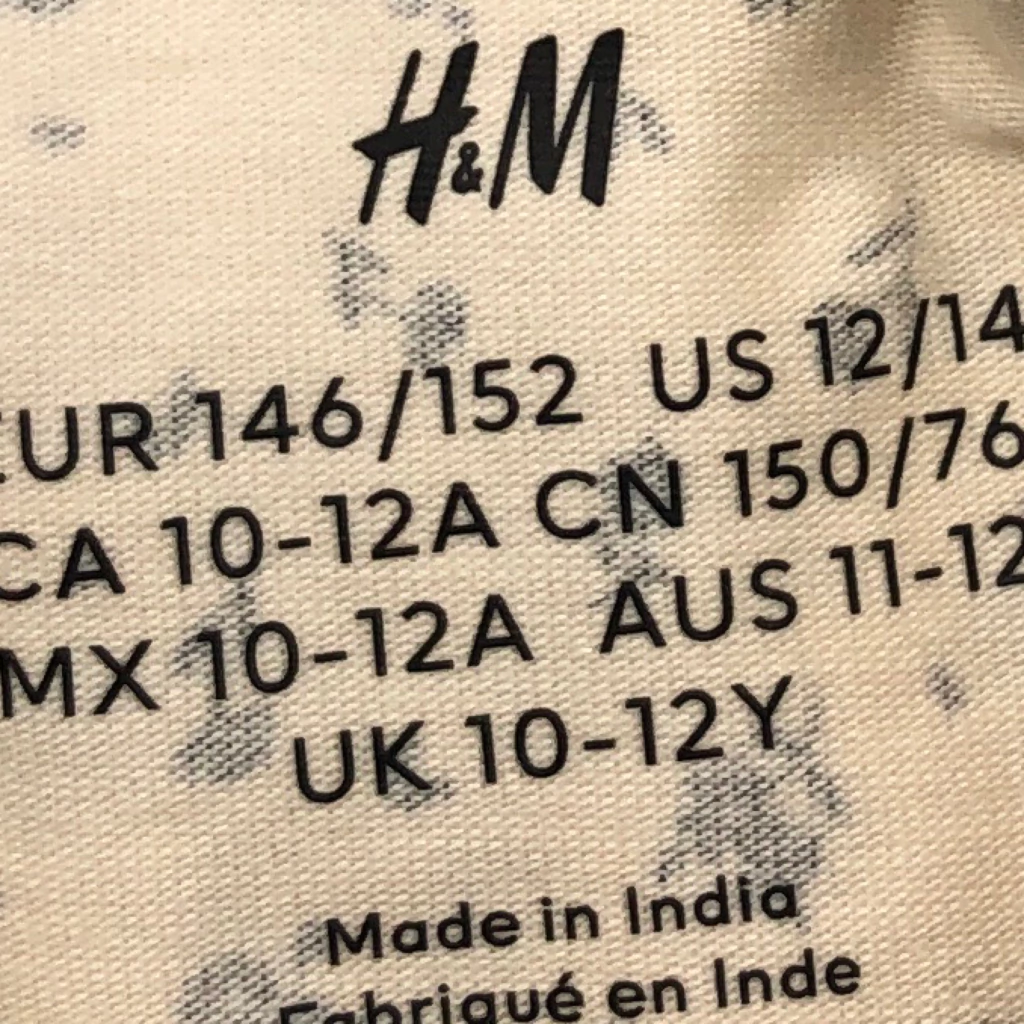 H&M
EUR 146/152 US 12/14
CA 10-12A CN 150/76
MX 10-12A AUS 11-12
UK 10-12Y
Made in India
Fabriqué en Inde